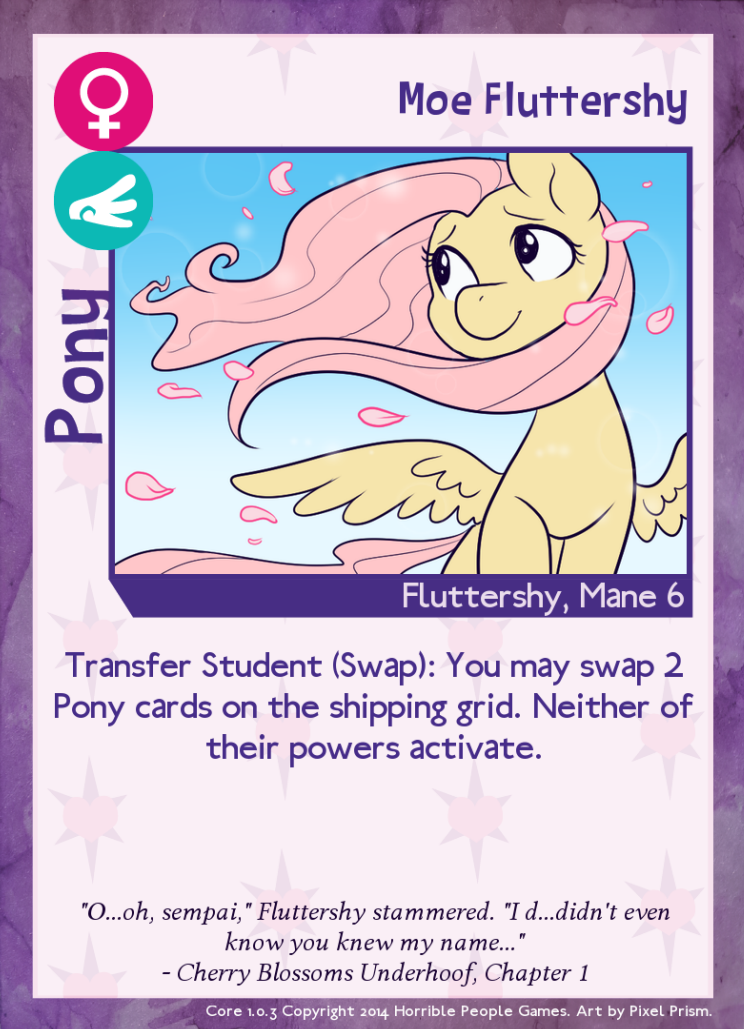 Moe Fluttershy
Pony
Fluttershy, Mane 6
Transfer Student (Swap): You may swap 2
Pony cards on the shipping grid. Neither of
their powers activate.
"O...oh, sempai," Fluttershy stammered. "I d...didn't even
know you knew my name..."
- Cherry Blossoms Underhoof, Chapter 1
Core 1.0.3 Copyright 2014 Horrible People Games. Art by Pixel Prism.